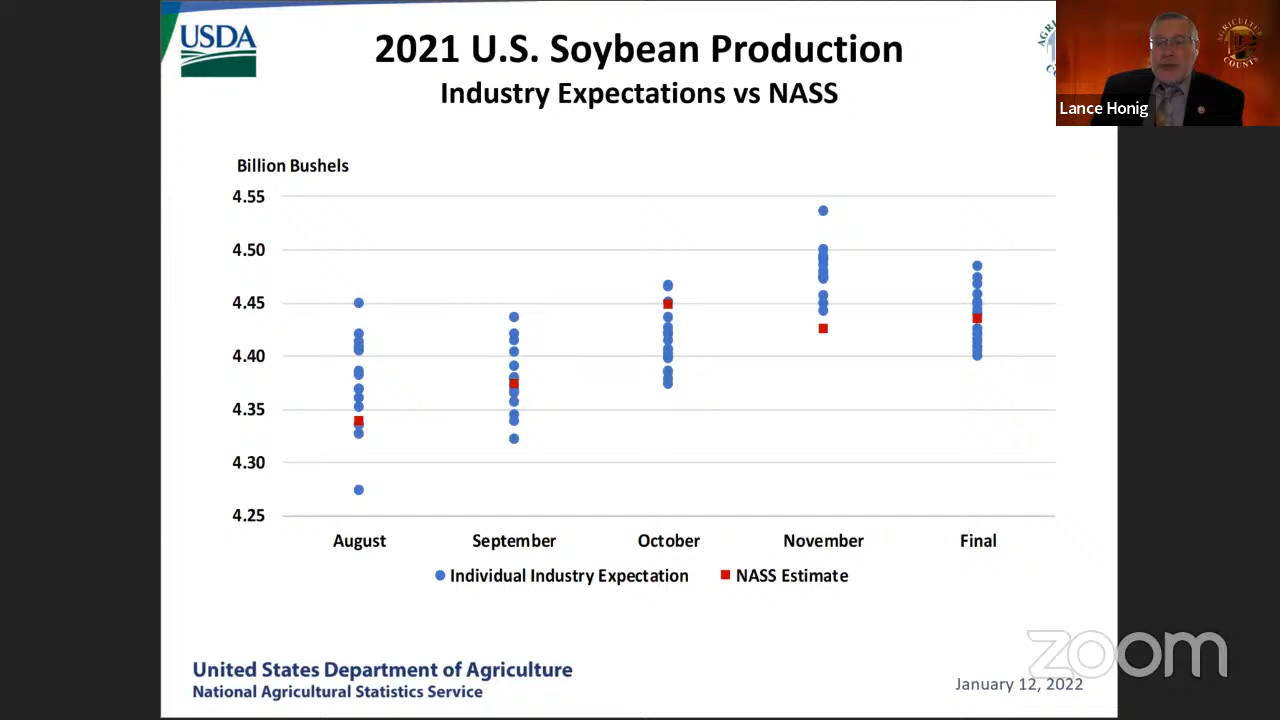 USDA
2021 U.S. Soybean Production
Industry Expectations vs NASS
Lance Honig
COUNTS
Billion Bushels
4.55
4.50
4.45
4.40
4.35
4.30
4.25
August September October November Final
Individual Industry Expectation NASS Estimate
United States Department of Agriculture
National Agricultural Statistics Service
zoom
January 12, 2022